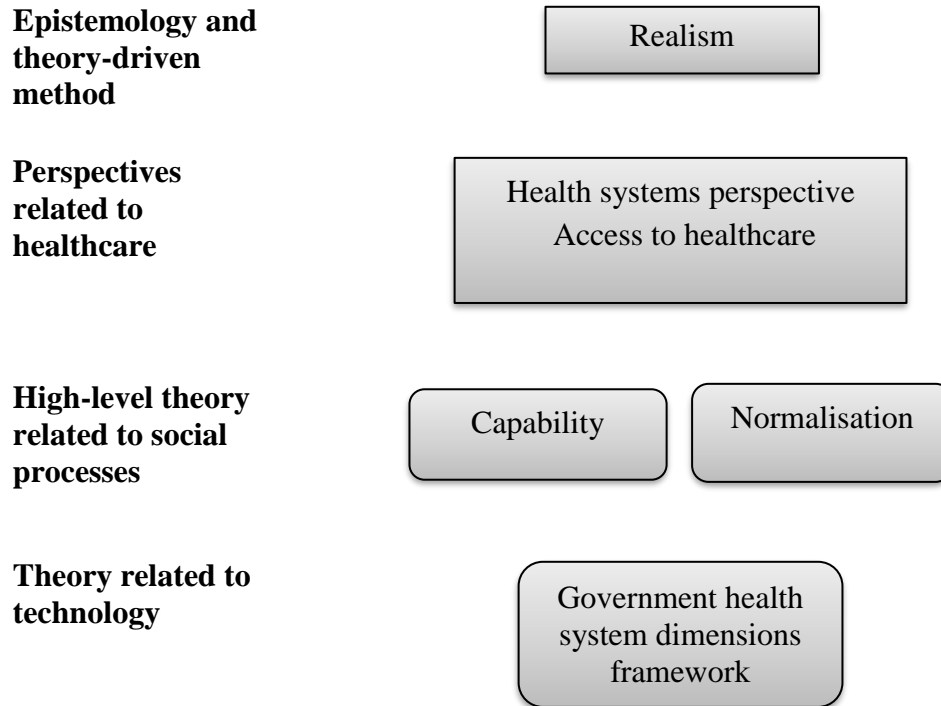 Epistemology and
theory-driven
method
Realism
Perspectives
related to
healthcare
Health systems perspective
Access to healthcare
High-level theory
related to social
processes
Capability
Normalisation
Theory related to
technology
Government health
system dimensions
framework